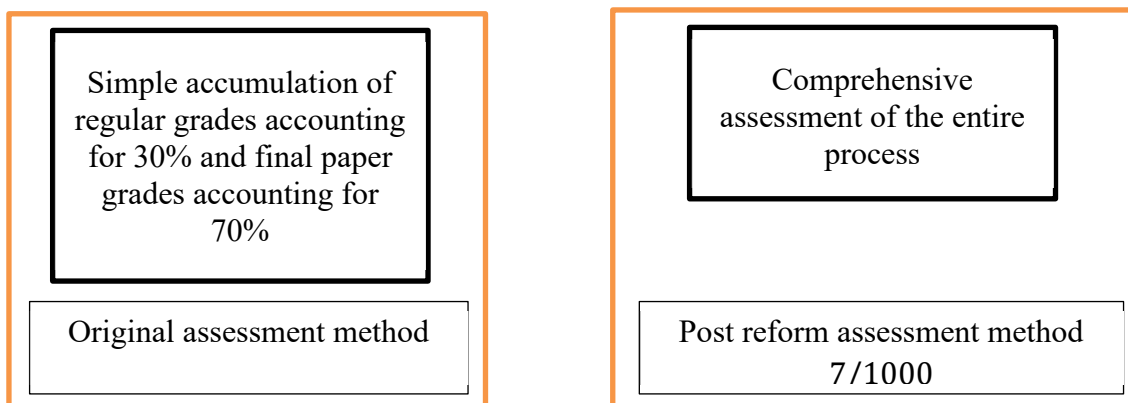 Simple accumulation of
regular grades accounting
for 30% and final paper
grades accounting for
70%
Original assessment method
Comprehensive
assessment of the entire
process
Post reform assessment method
7/1000